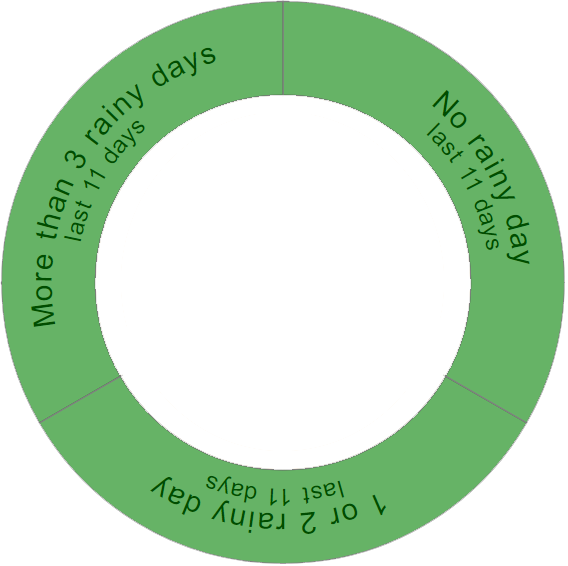 No rainy day
last 11 days
1 or 2 rainy day
last 11 days
More than 3 rainy days
last 11 days